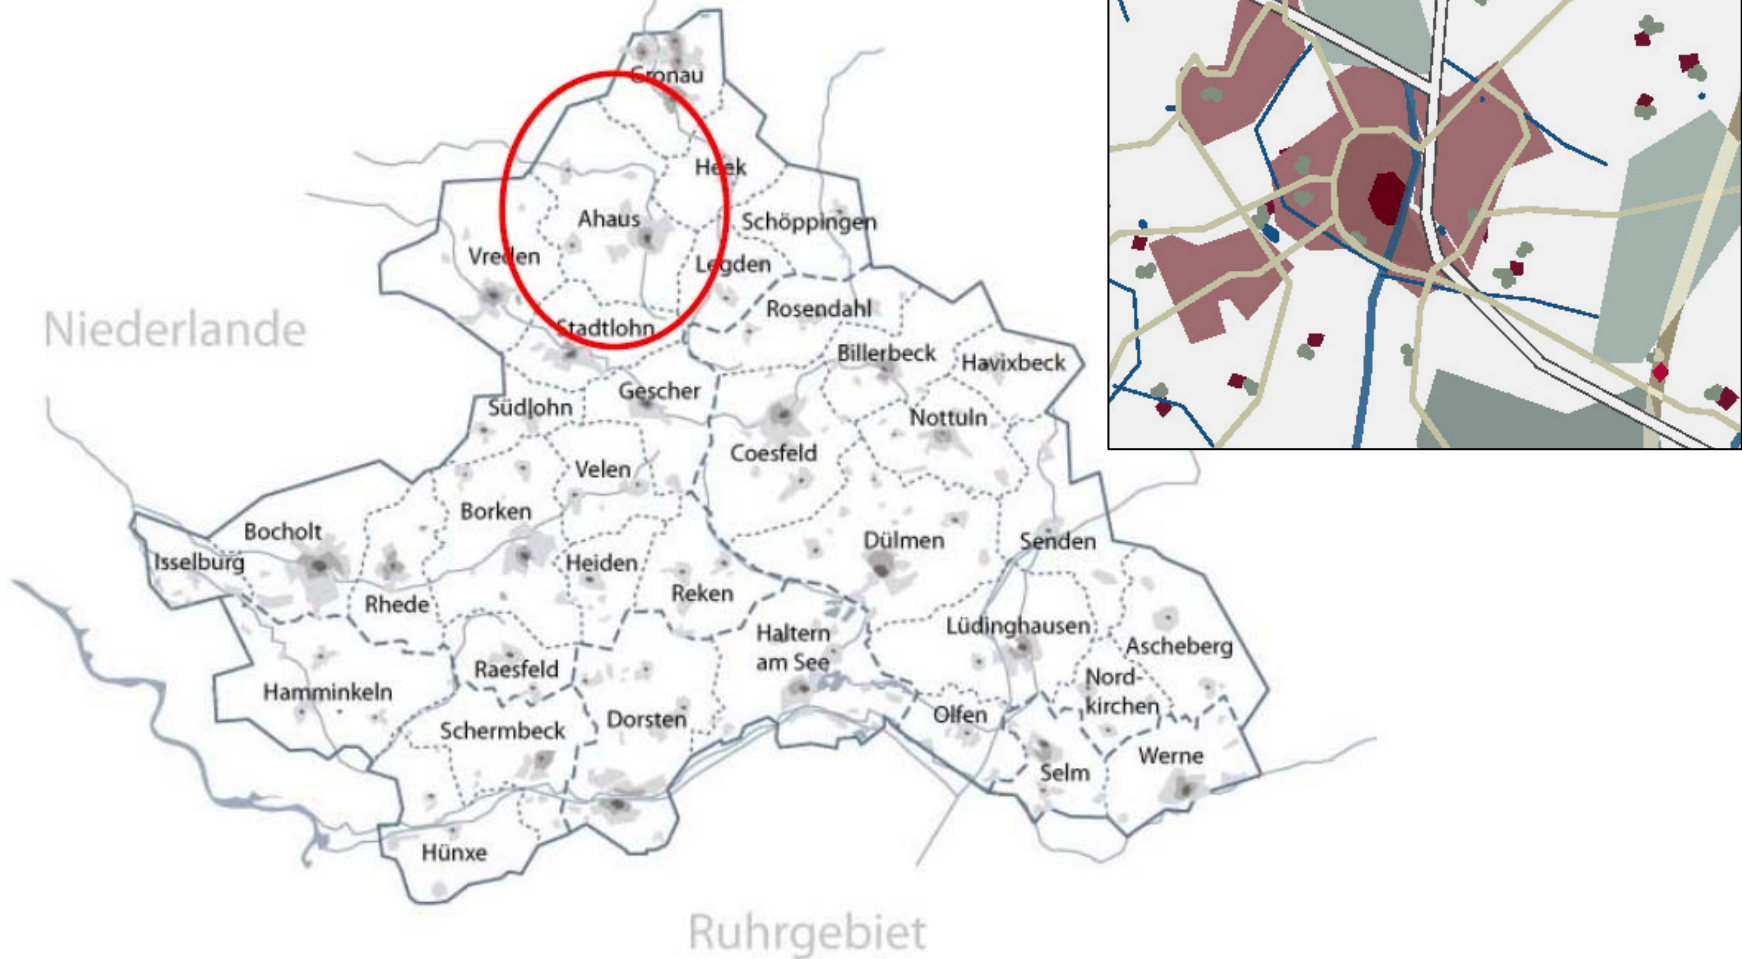 Gronau
Heek
Ahaus
Schöppingen
Vreden
Legden
Rosendahl
Niederlande
Stadtlohn
Billerbeck
Havixbeck
Gescher
Südlohn
Nottuln
Coesfeld
Velen
Borken
Bocholt
Dülmen
Senden
Isselburg
Heiden
Reken
Rhede
Haltern
am See
Lüdinghausen
Ascheberg
Raesfeld
Nord-
kirchen
Hamminkeln
Dorsten
Olfen
Schermbeck
Werne
Selm
Hünxe
Ruhrgebiet